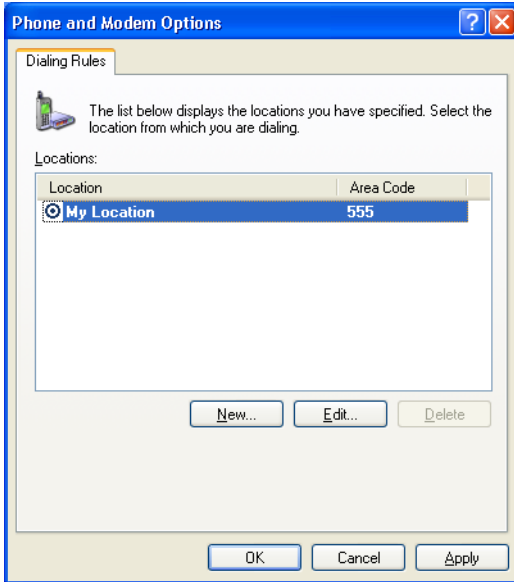 Phone and Modem Options
Dialing Rules
The list below displays the locations you have specified. Select the
location from which you are dialing.
Locations:
Location Area Code
My Location 555
New... Edit... Delete
OK Cancel Apply